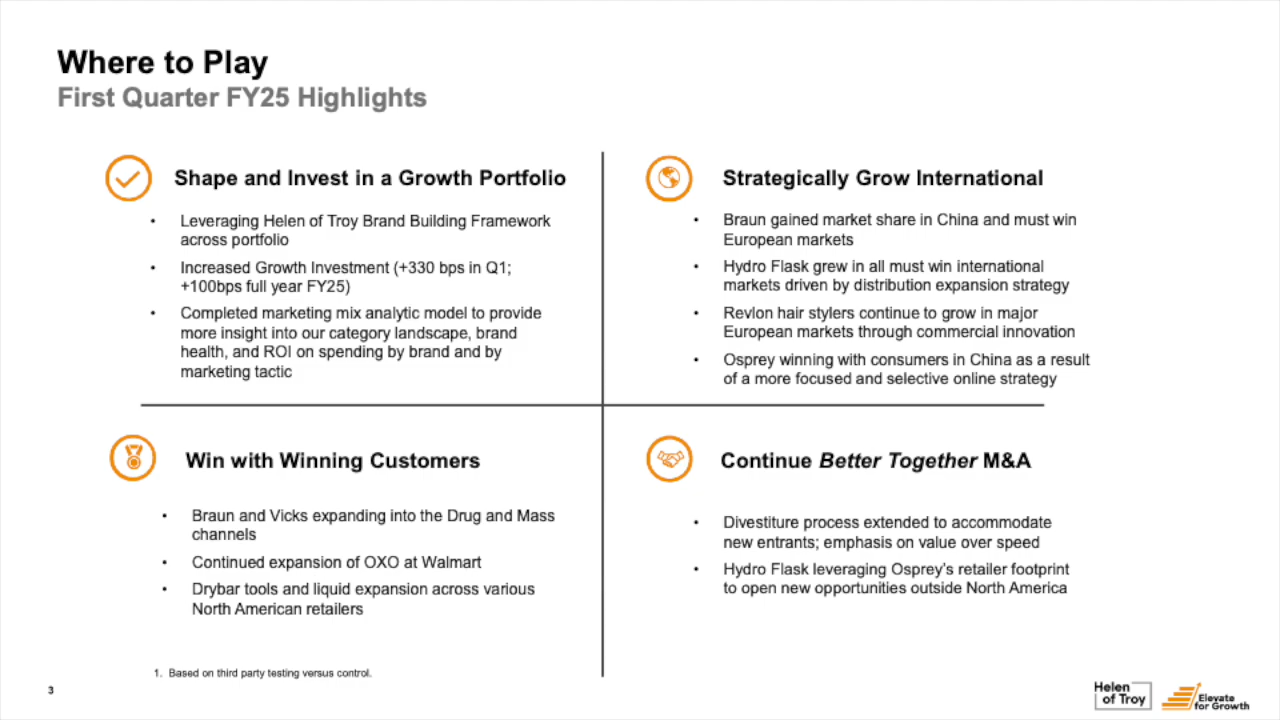 Where to Play
First Quarter FY25 Highlights
Shape and Invest in a Growth Portfolio
• Leveraging Helen of Troy Brand Building Framework
across portfolio
• Increased Growth Investment (+330 bps in Q1;
+100bps full year FY25)
• Completed marketing mix analytic model to provide
more insight into our category landscape, brand
health, and ROI on spending by brand and by
marketing tactic
Strategically Grow International
• Braun gained market share in China and must win
European markets
• Hydro Flask grew in all must win international
markets driven by distribution expansion strategy
• Revlon hair stylers continue to grow in major
European markets through commercial innovation
• Osprey winning with consumers in China as a result
of a more focused and selective online strategy
Win with Winning Customers
• Braun and Vicks expanding into the Drug and Mass
channels
• Continued expansion of OXO at Walmart
• Drybar tools and liquid expansion across various
North American retailers
Continue Better Together M&A
• Divestiture process extended to accommodate
new entrants; emphasis on value over speed
• Hydro Flask leveraging Osprey's retailer footprint
to open new opportunities outside North America
1. Based on third party testing versus control.
3
Helen
of Troy
Elevate
for Growth